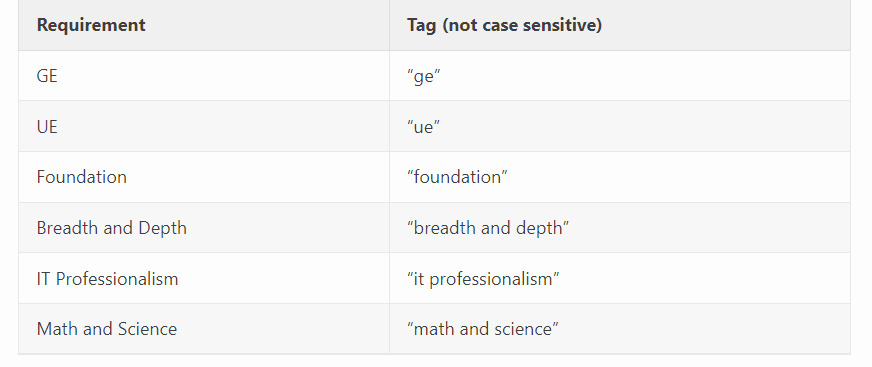 Requirement Tag (not case sensitive)
GE “ge”
UE “ue”
Foundation “foundation”
Breadth and Depth “breadth and depth”
IT Professionalism “it professionalism”
Math and Science “math and science”